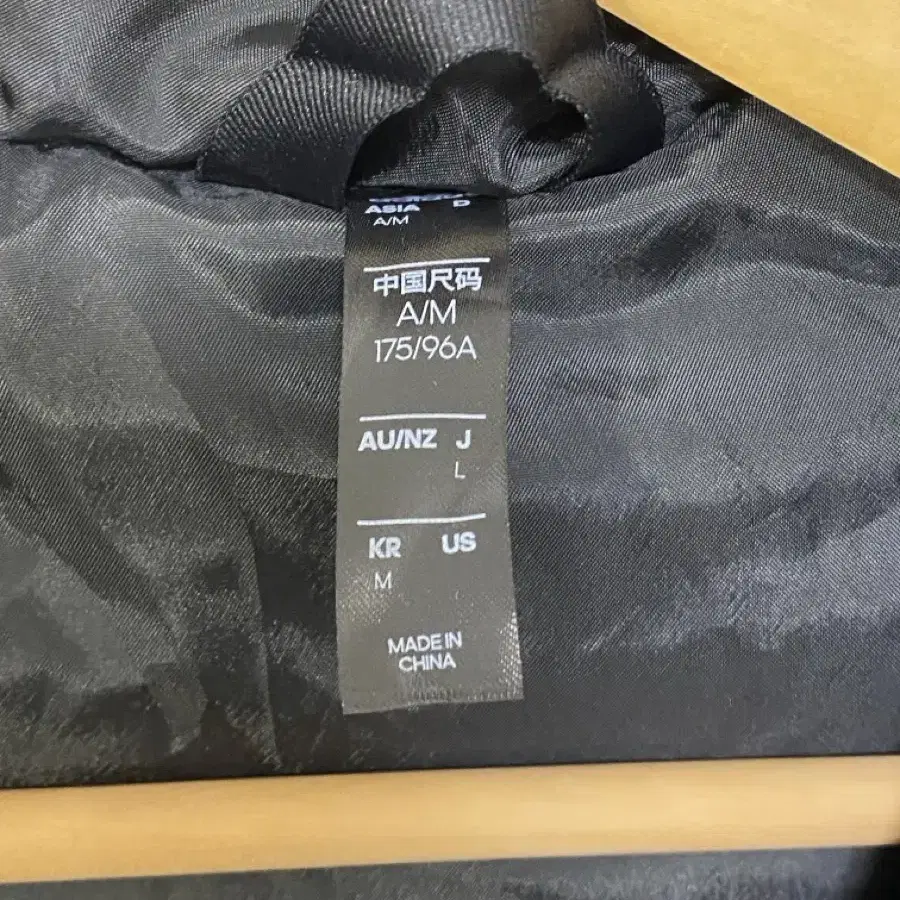 ASIA D
A/M
中国尺码
A/M
175/96A
AU/NZ J
L
KR US
M
MADE IN
CHINA